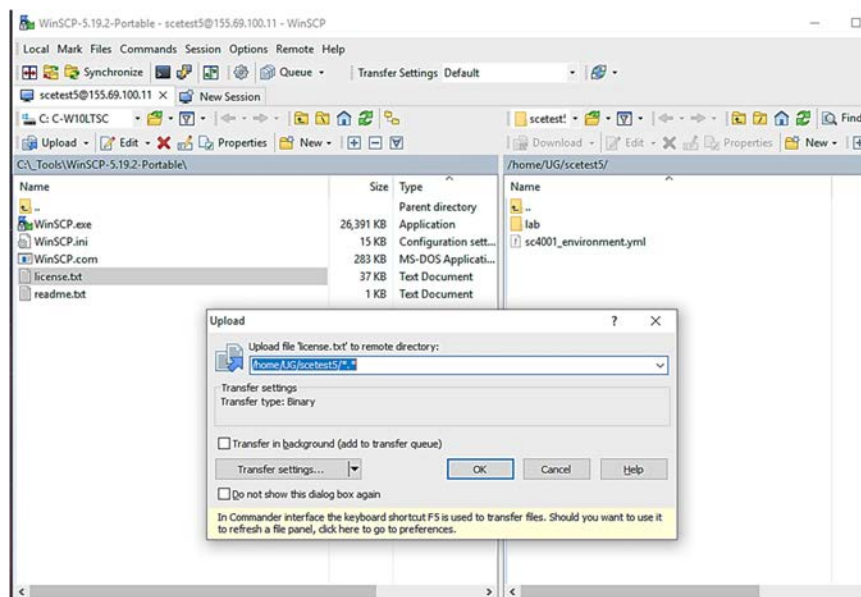 WinSCP-5.19.2-Portable - scetest5@155.69.100.11 - WinSCP
Local Mark Files Commands Session Options Remote Help
Synchronize Queue Transfer Settings Default
scetest5@155.69.100.11 × New Session
C: C-W10LTSC scetest! Find
Upload Edit Properties New Download Edit Properties New
C:\_Tools\WinSCP-5.19.2-Portable\ /home/UG/scetest5/
Name Size Type Name
.. Parent directory ..
WinSCP.exe 26,391 KB Application lab
WinSCP.ini 15 KB Configuration sett... sc4001_environment.yml
WinSCP.com 283 KB MS-DOS Applicati...
license.txt 37 KB Text Document
readme.txt 1 KB Text Document
Upload ? ×
Upload file 'license.txt' to remote directory:
/home/UG/scetest5/*.*
Transfer settings
Transfer type: Binary
Transfer in background (add to transfer queue)
Transfer settings... OK Cancel Help
Do not show this dialog box again
In Commander interface the keyboard shortcut F5 is used to transfer files. Should you want to use it
to refresh a file panel, click here to go to preferences.